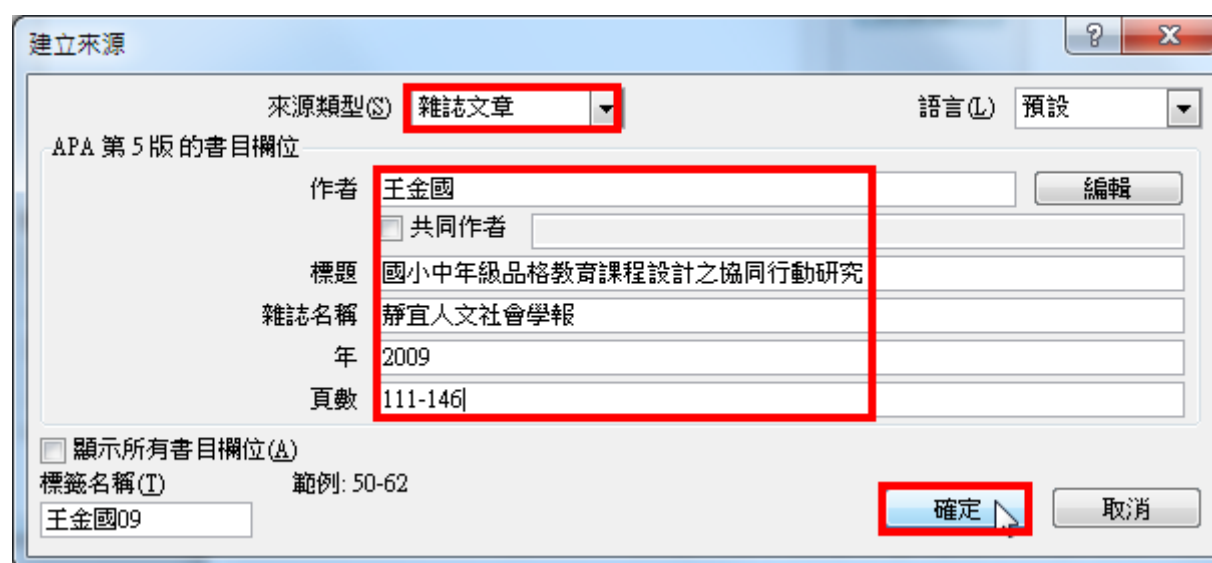 建立來源
來源類型(S) 雜誌文章 語言(L) 預設
APA 第 5 版 的書目欄位
作者 王金國 編輯
共同作者
標題 國小中年級品格教育課程設計之協同行動研究
雜誌名稱 靜宜人文社會學報
年 2009
頁數 111-146
顯示所有書目欄位(A)
標籤名稱(T) 範例: 50-62
王金國09 確定 取消